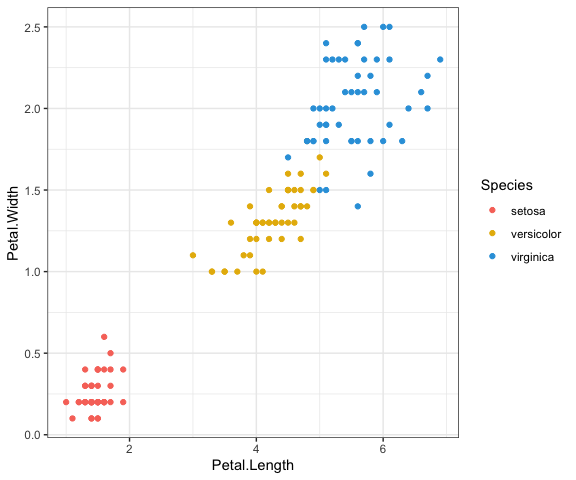 2.5
2.0
1.5
1.0
0.5
0.0
Petal.Width
2 4 6
Petal.Length
Species
setosa
versicolor
virginica